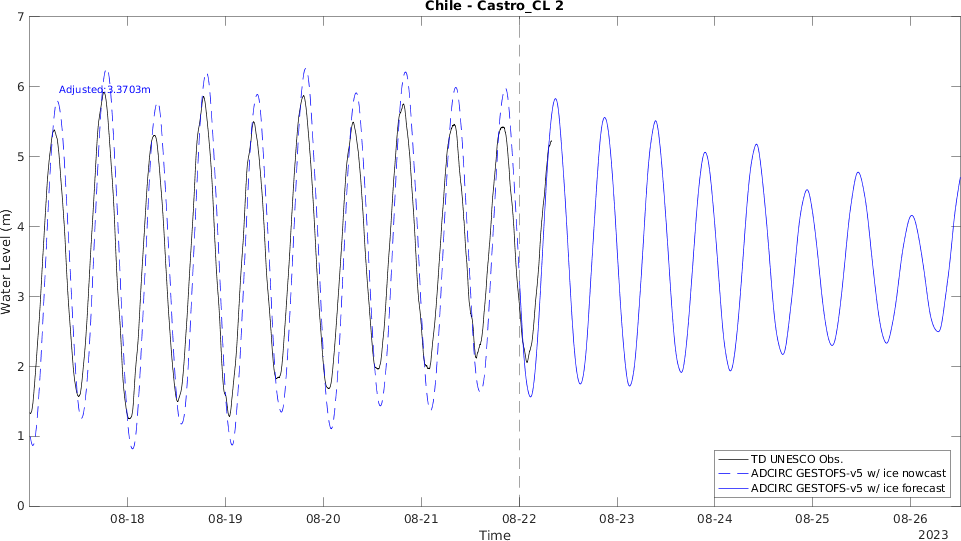 Chile - Castro_CL 2
Water Level (m)
7
6
5
4
3
2
1
0
Adjusted:3.3703m
TD UNESCO Obs.
ADCIRC GESTOFS-v5 w/ ice nowcast
ADCIRC GESTOFS-v5 w/ ice forecast
08-18 08-19 08-20 08-21 08-22 08-23 08-24 08-25 08-26
Time
2023